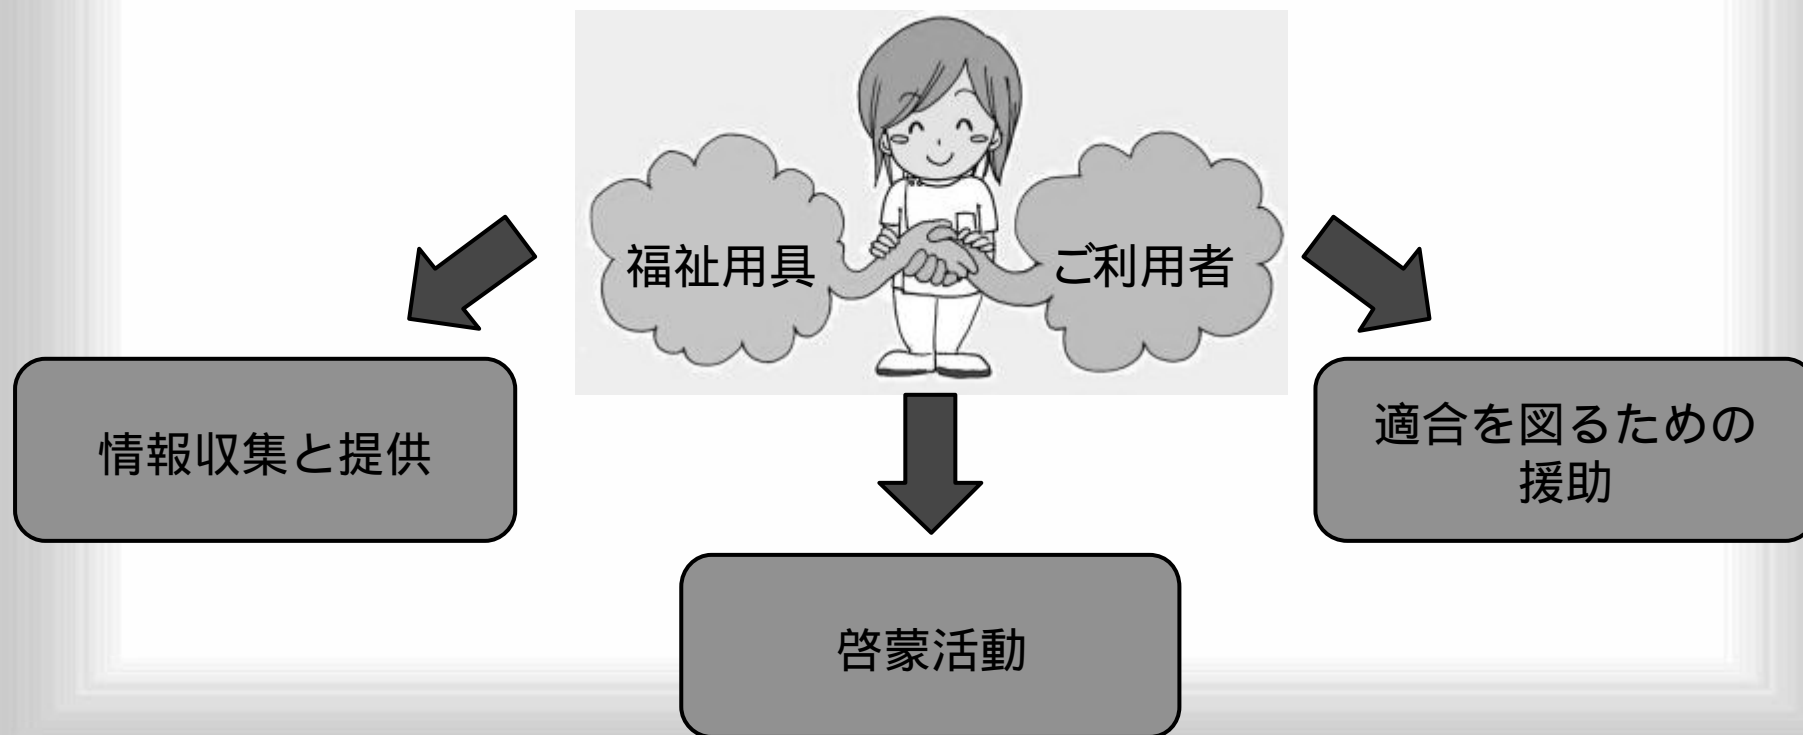 福祉用具
ご利用者
情報収集と提供
適合を図るための
援助
啓蒙活動